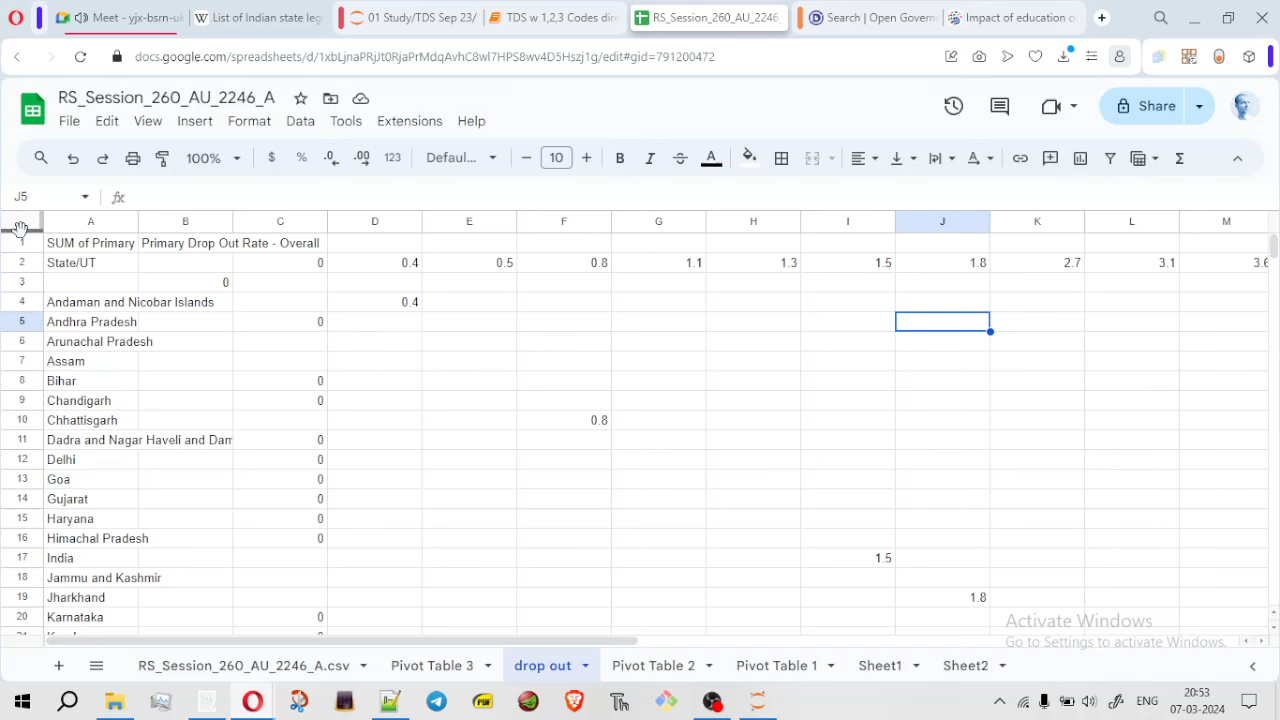 Meet - yjx-bsrn-uk
List of Indian state leg
01 Study/TDS Sep 23/
TDS w 1,2,3 Codes dire
RS_Session_260_AU_2246_
Search | Open Govern
Impact of education o
docs.google.com/spreadsheets/d/1xbLjnaPRjJt0RjaPrMdqAvhC8wl7HPS8wv4D5Hszj1g/edit#gid=791200472
RS_Session_260_AU_2246_A
File Edit View Insert Format Data Tools Extensions Help
Share
100% $ % .0 .00 123 Defaul... 10 B I A
J5 fx
A B C D E F G H I J K L M
1 SUM of Primary Primary Drop Out Rate - Overall
2 State/UT 0 0.4 0.5 0.8 1.1 1.3 1.5 1.8 2.7 3.1 3.6
3 0
4 Andaman and Nicobar Islands 0.4
5 Andhra Pradesh 0
6 Arunachal Pradesh
7 Assam
8 Bihar 0
9 Chandigarh 0
10 Chhattisgarh 0.8
11 Dadra and Nagar Haveli and Dam 0
12 Delhi 0
13 Goa 0
14 Gujarat 0
15 Haryana 0
16 Himachal Pradesh 0
17 India 1.5
18 Jammu and Kashmir
19 Jharkhand 1.8
20 Karnataka 0
Activate Windows
Go to Settings to activate Windows.
RS_Session_260_AU_2246_A.csv Pivot Table 3 drop out Pivot Table 2 Pivot Table 1 Sheet1 Sheet2
ENG
20:53
07-03-2024